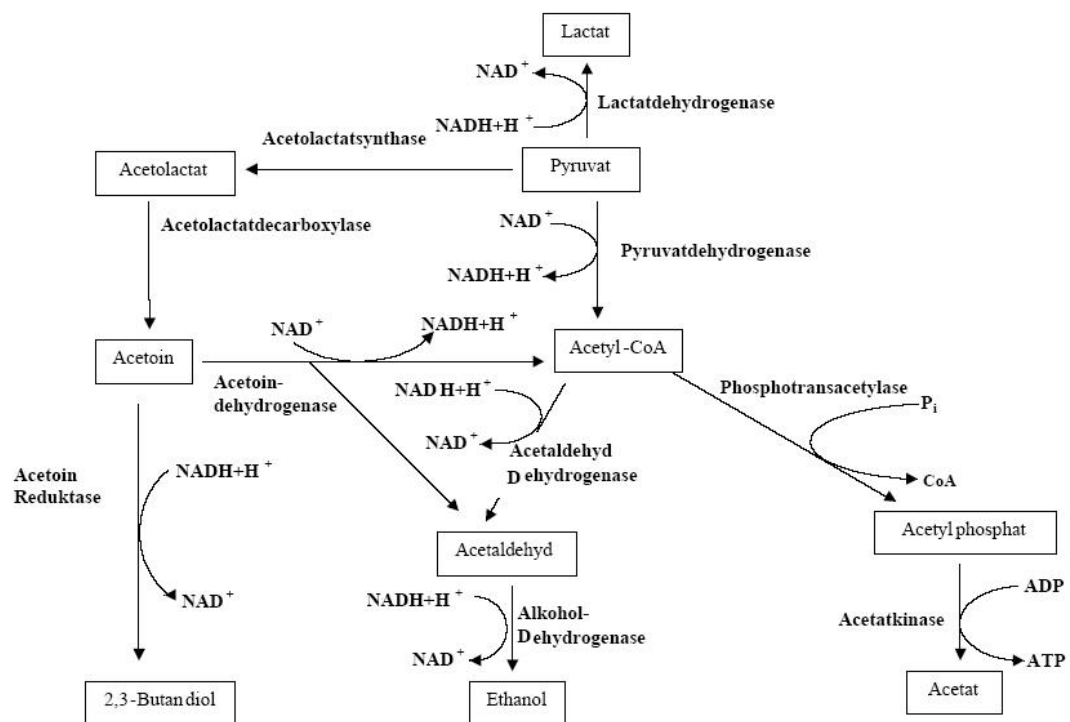 Lactat
NAD+
Lactatdehydrogenase
NADH+H+
Acetolactatsynthase
Acetolactat
Pyruvat
Acetolactatdecarboxylase
NAD+
Pyruvatdehydrogenase
NADH+H+
NAD+
NADH+H+
Acetoin
Acetyl-CoA
Acetoin-
dehydrogenase
NADH+H+
Phosphotransacetylase
Pi
NAD+
Acetaldehyd
Dehydrogenase
Acetoin
Reduktase
NADH+H+
CoA
Acetylphosphat
Acetaldehyd
NADH+H+
Alkohol-
Dehydrogenase
NAD+
NAD+
ADP
Acetatkinase
ATP
2,3-Butandiol
Ethanol
Acetat